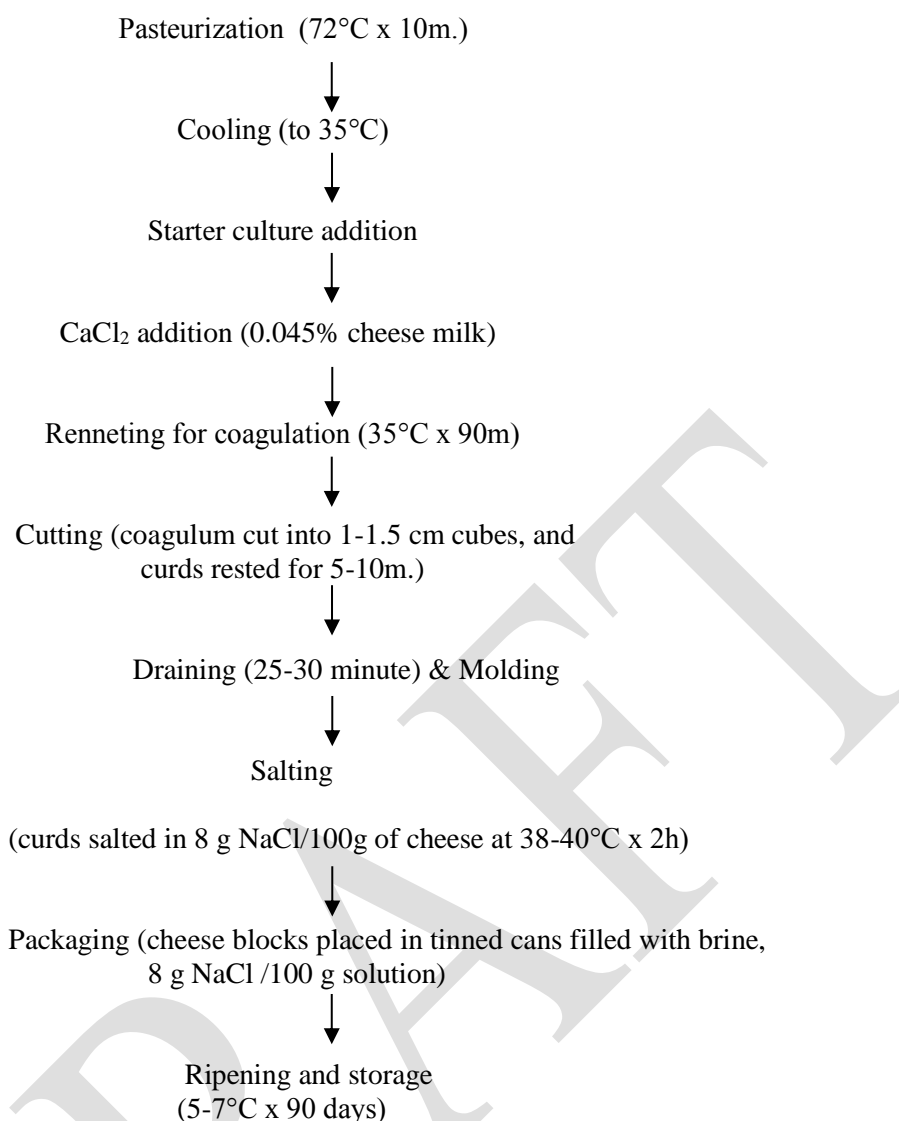 Pasteurization (72°C x 10m.)
Cooling (to 35°C)
Starter culture addition
CaCl₂ addition (0.045% cheese milk)
Renneting for coagulation (35°C x 90m)
Cutting (coagulum cut into 1-1.5 cm cubes, and
curds rested for 5-10m.)
Draining (25-30 minute) & Molding
Salting
(curds salted in 8 g NaCl/100g of cheese at 38-40°C x 2h)
Packaging (cheese blocks placed in tinned cans filled with brine,
8 g NaCl /100 g solution)
Ripening and storage
(5-7°C x 90 days)
DRAFT